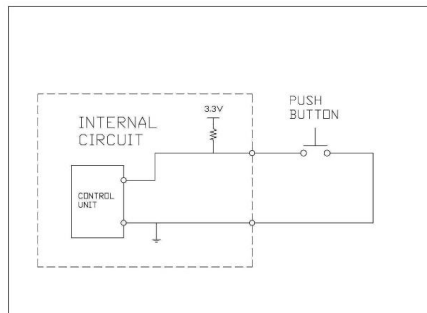 3.3V
PUSH
BUTTON
INTERNAL
CIRCUIT
CONTROL
UNIT